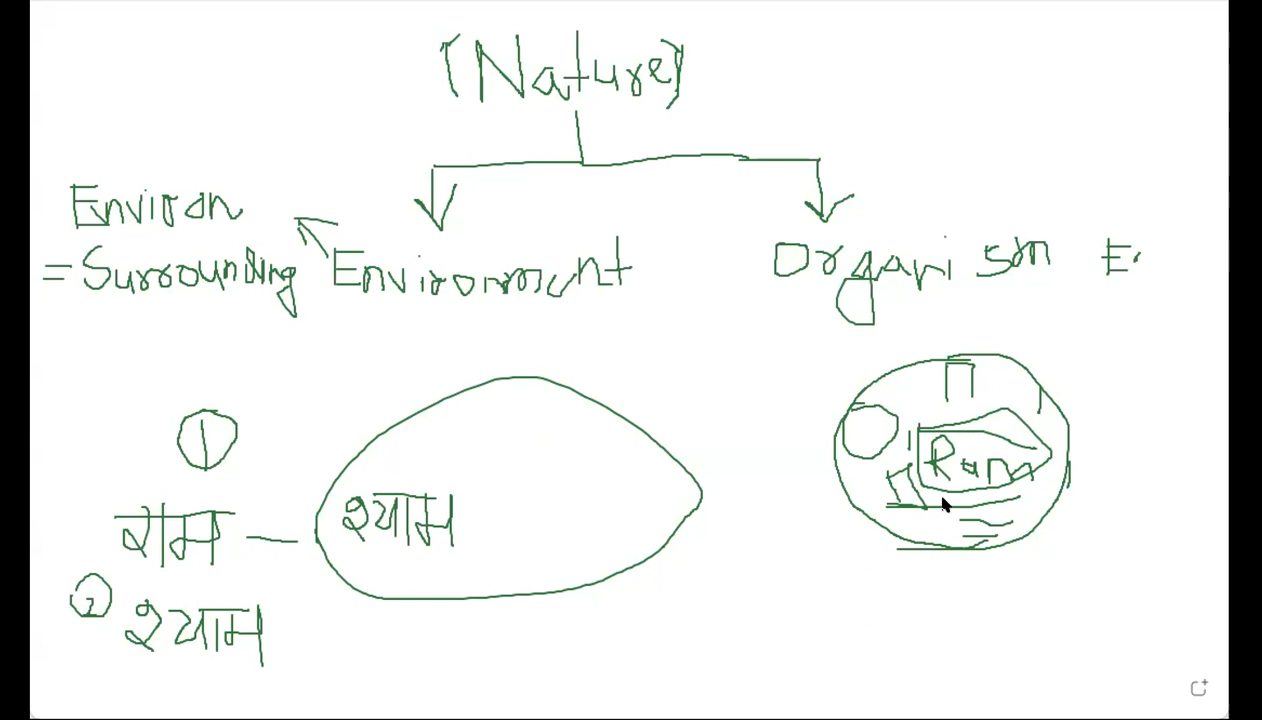 (Nature)
Environ
= Surrounding
Environment
Organism E
1
राम —
श्याम
2
श्याम
Ram